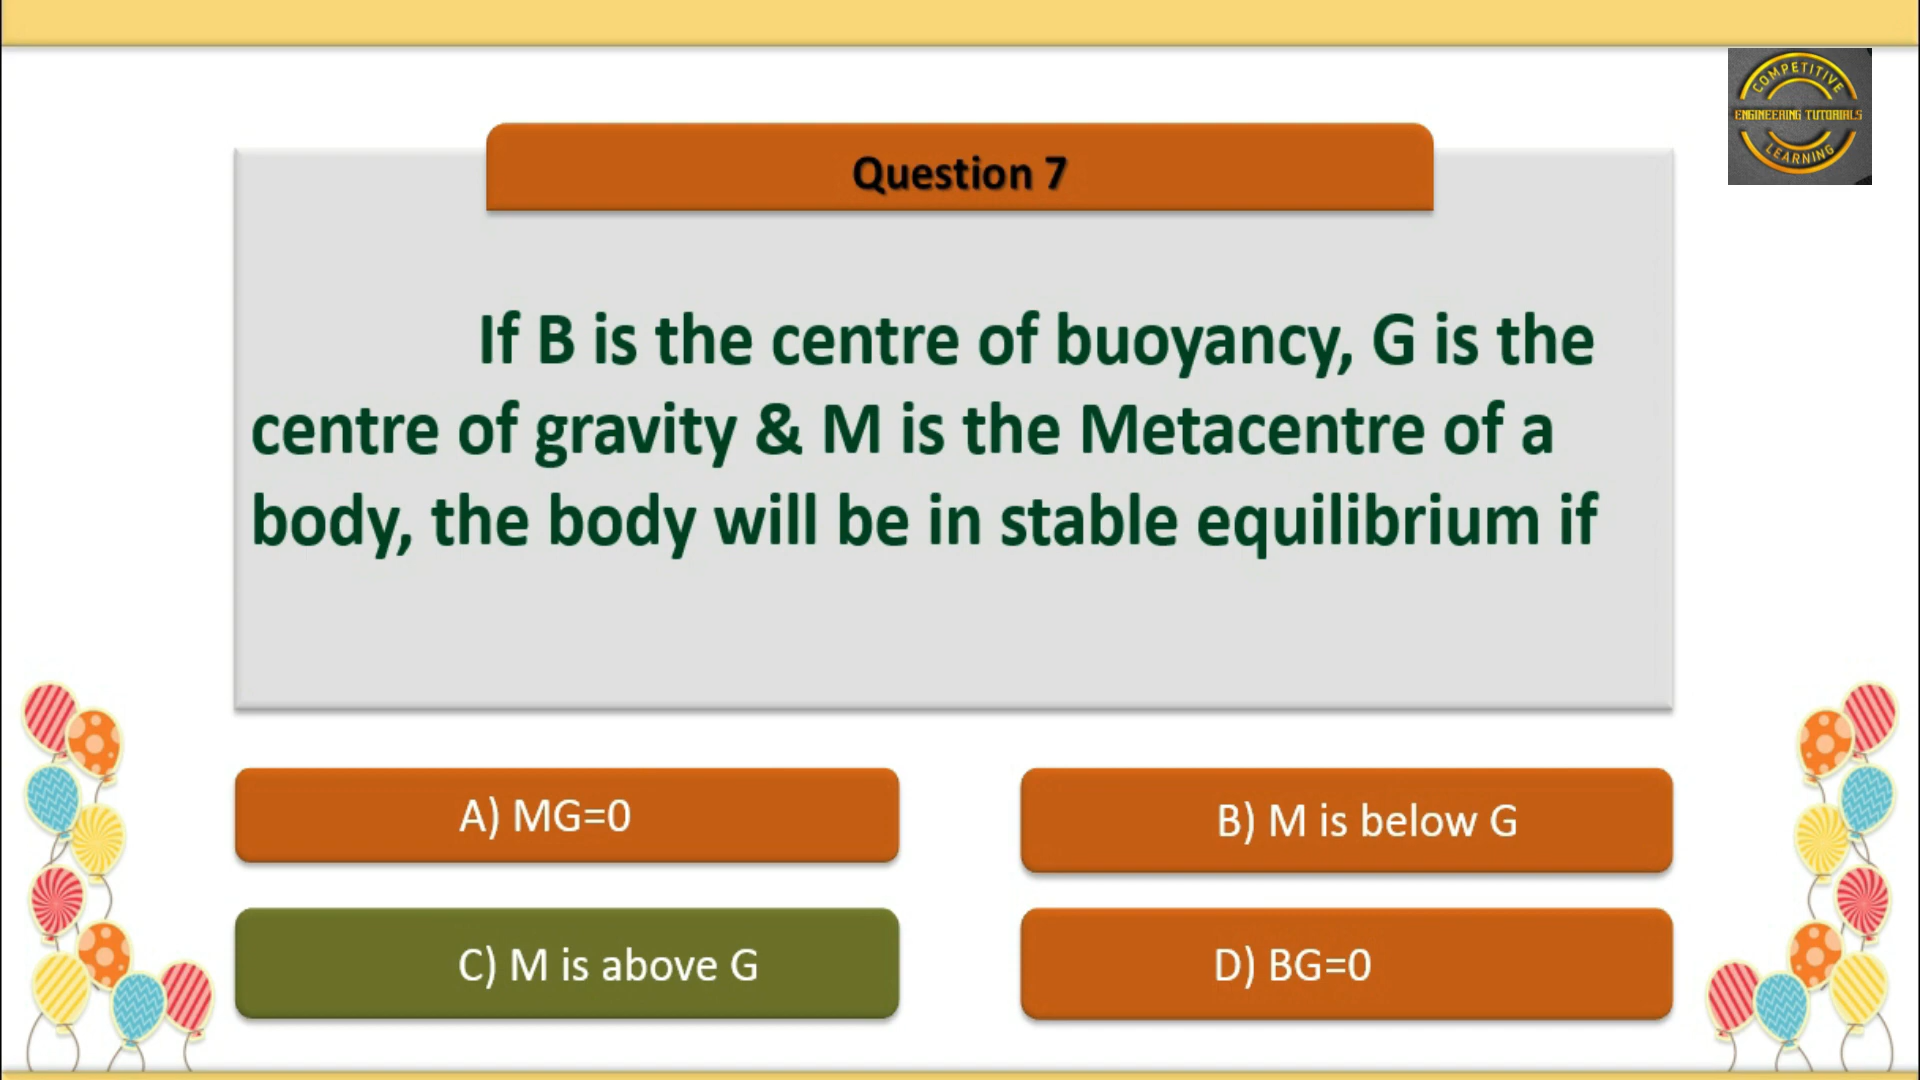 COMPETITIVE
ENGINEERING TUTORIALS
LEARNING
Question 7
If B is the centre of buoyancy, G is the
centre of gravity & M is the Metacentre of a
body, the body will be in stable equilibrium if
A) MG=0
B) M is below G
C) M is above G
D) BG=0